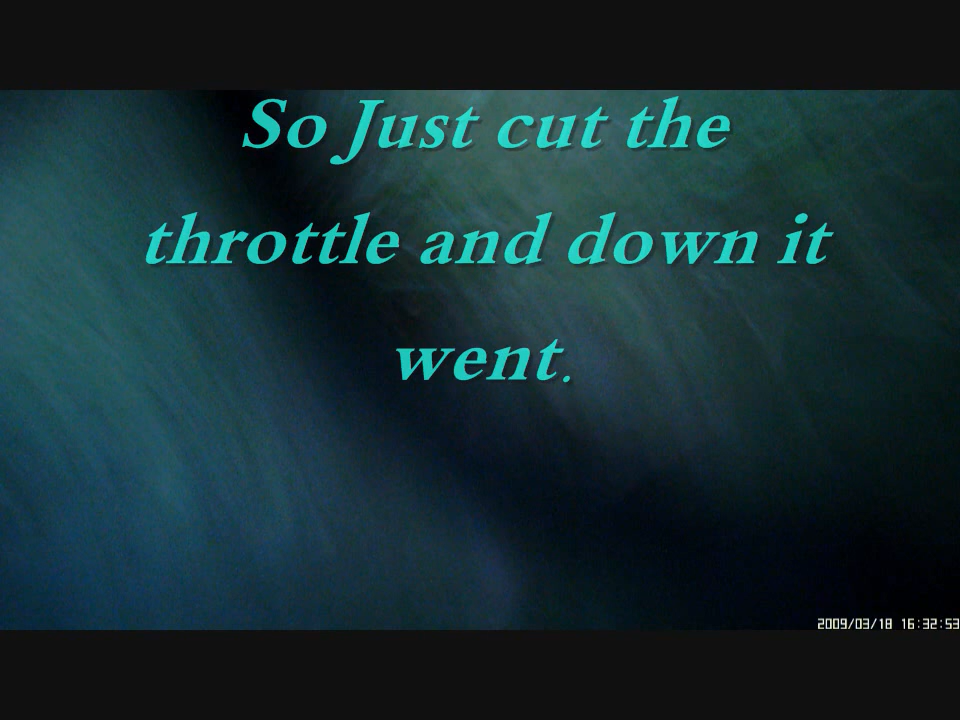 So Just cut the
throttle and down it
went.
2009/03/18 16:32:53